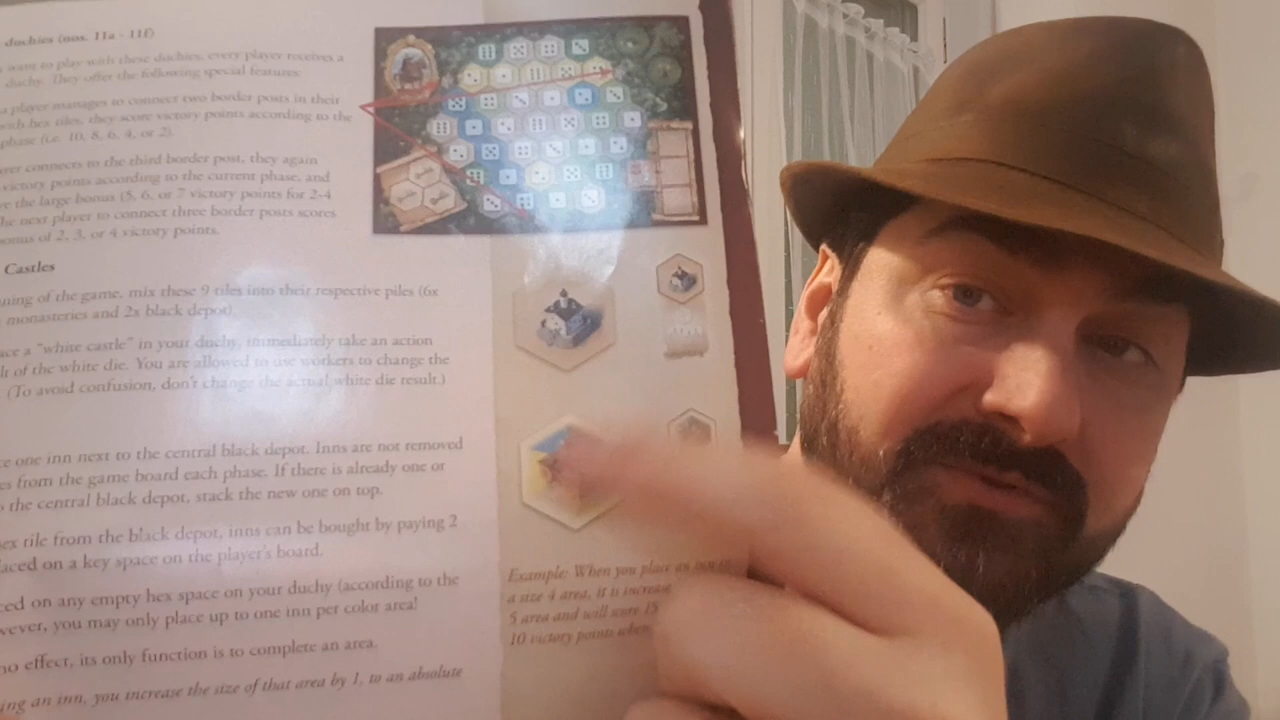 duchies (nos. 11a - 11f)
want to play with these duchies, every player receives a
duchy. They offer the following special features:
a player manages to connect two border posts in their
with hex tiles, they score victory points according to the
phase (i.e. 10, 8, 6, 4, or 2).
connects to the third border post, they again
victory points according to the current phase, and
the large bonus (5, 6, or 7 victory points for 2-4
next player to connect three border posts scores
bonus of 2, 3, or 4 victory points.
Castles
of the game, mix these 9 tiles into their respective piles (6x
monasteries and 2x black depot)
a "white castle" in your duchy, immediately take an action
of the white die. You are allowed to use workers to change the
(To avoid confusion, don't change the actual white die result.)
one inn next to the central black depot. Inns are not removed
from the game board each phase. If there is already one or
the central black depot, stack the new one on top.
tile from the black depot, inns can be bought by paying 2
on a key space on the player's board.
on any empty hex space on your duchy (according to the
you may only place up to one inn per color area!
no effect, its only function is to complete an area.
an inn, you increase the size of that area by 1, to an absolute
Example: When you place an
a size 4 area, it is
5 area and will score 15
10 victory points when